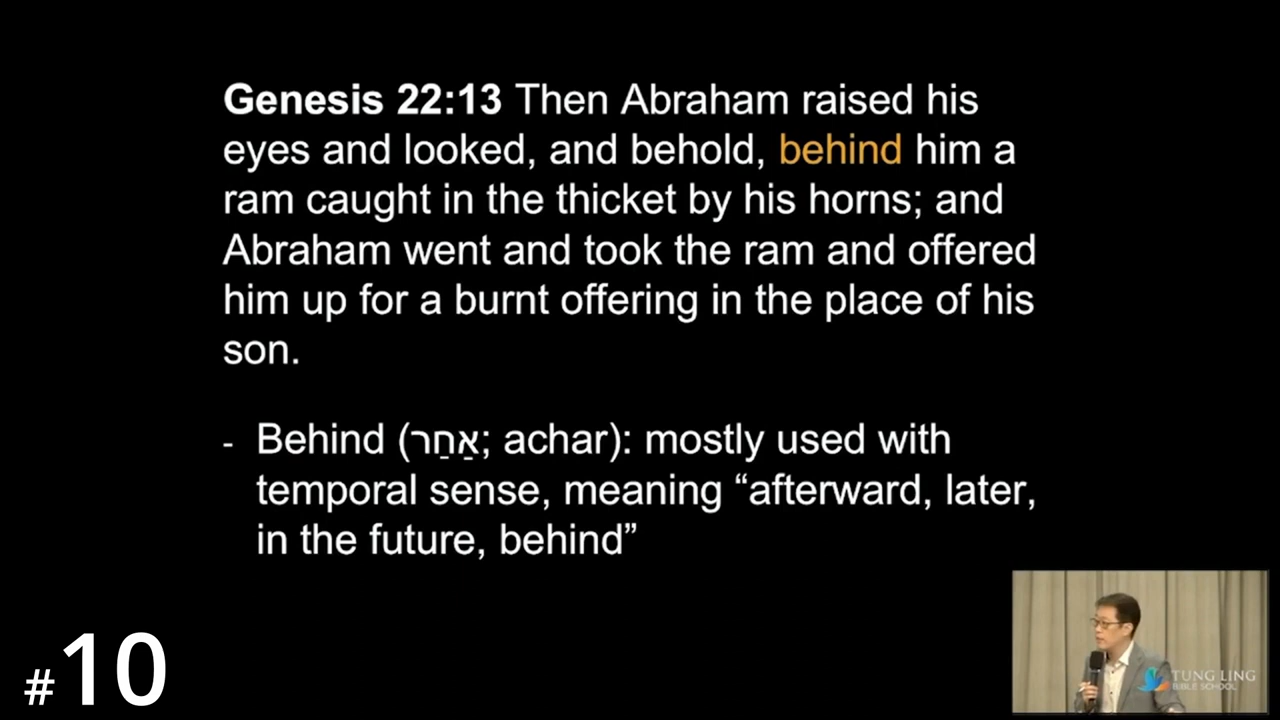 Genesis 22:13 Then Abraham raised his
eyes and looked, and behold, behind him a
ram caught in the thicket by his horns; and
Abraham went and took the ram and offered
him up for a burnt offering in the place of his
son.
- Behind (אַחַר; achar): mostly used with
temporal sense, meaning “afterward, later,
in the future, behind”
#10
TUNG LING
BIBLE SCHOOL